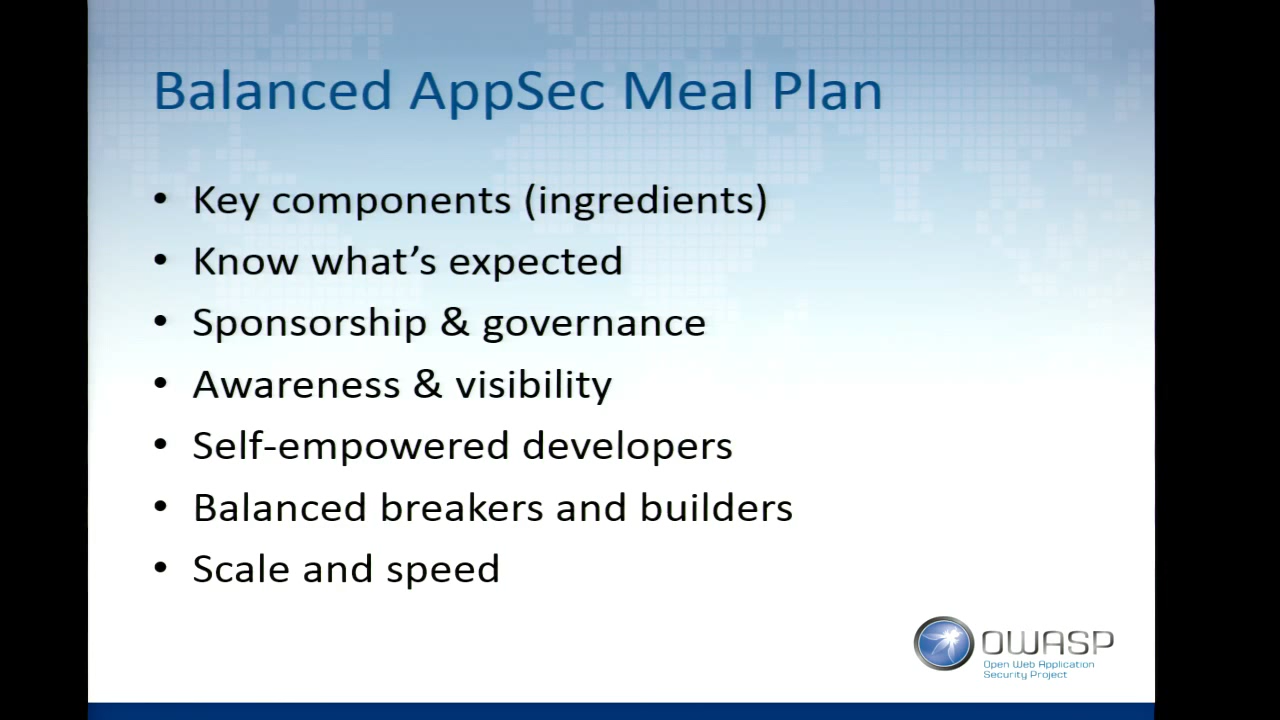 Balanced AppSec Meal Plan
• Key components (ingredients)
• Know what’s expected
• Sponsorship & governance
• Awareness & visibility
• Self-empowered developers
• Balanced breakers and builders
• Scale and speed
OWASP
Open Web Application
Security Project